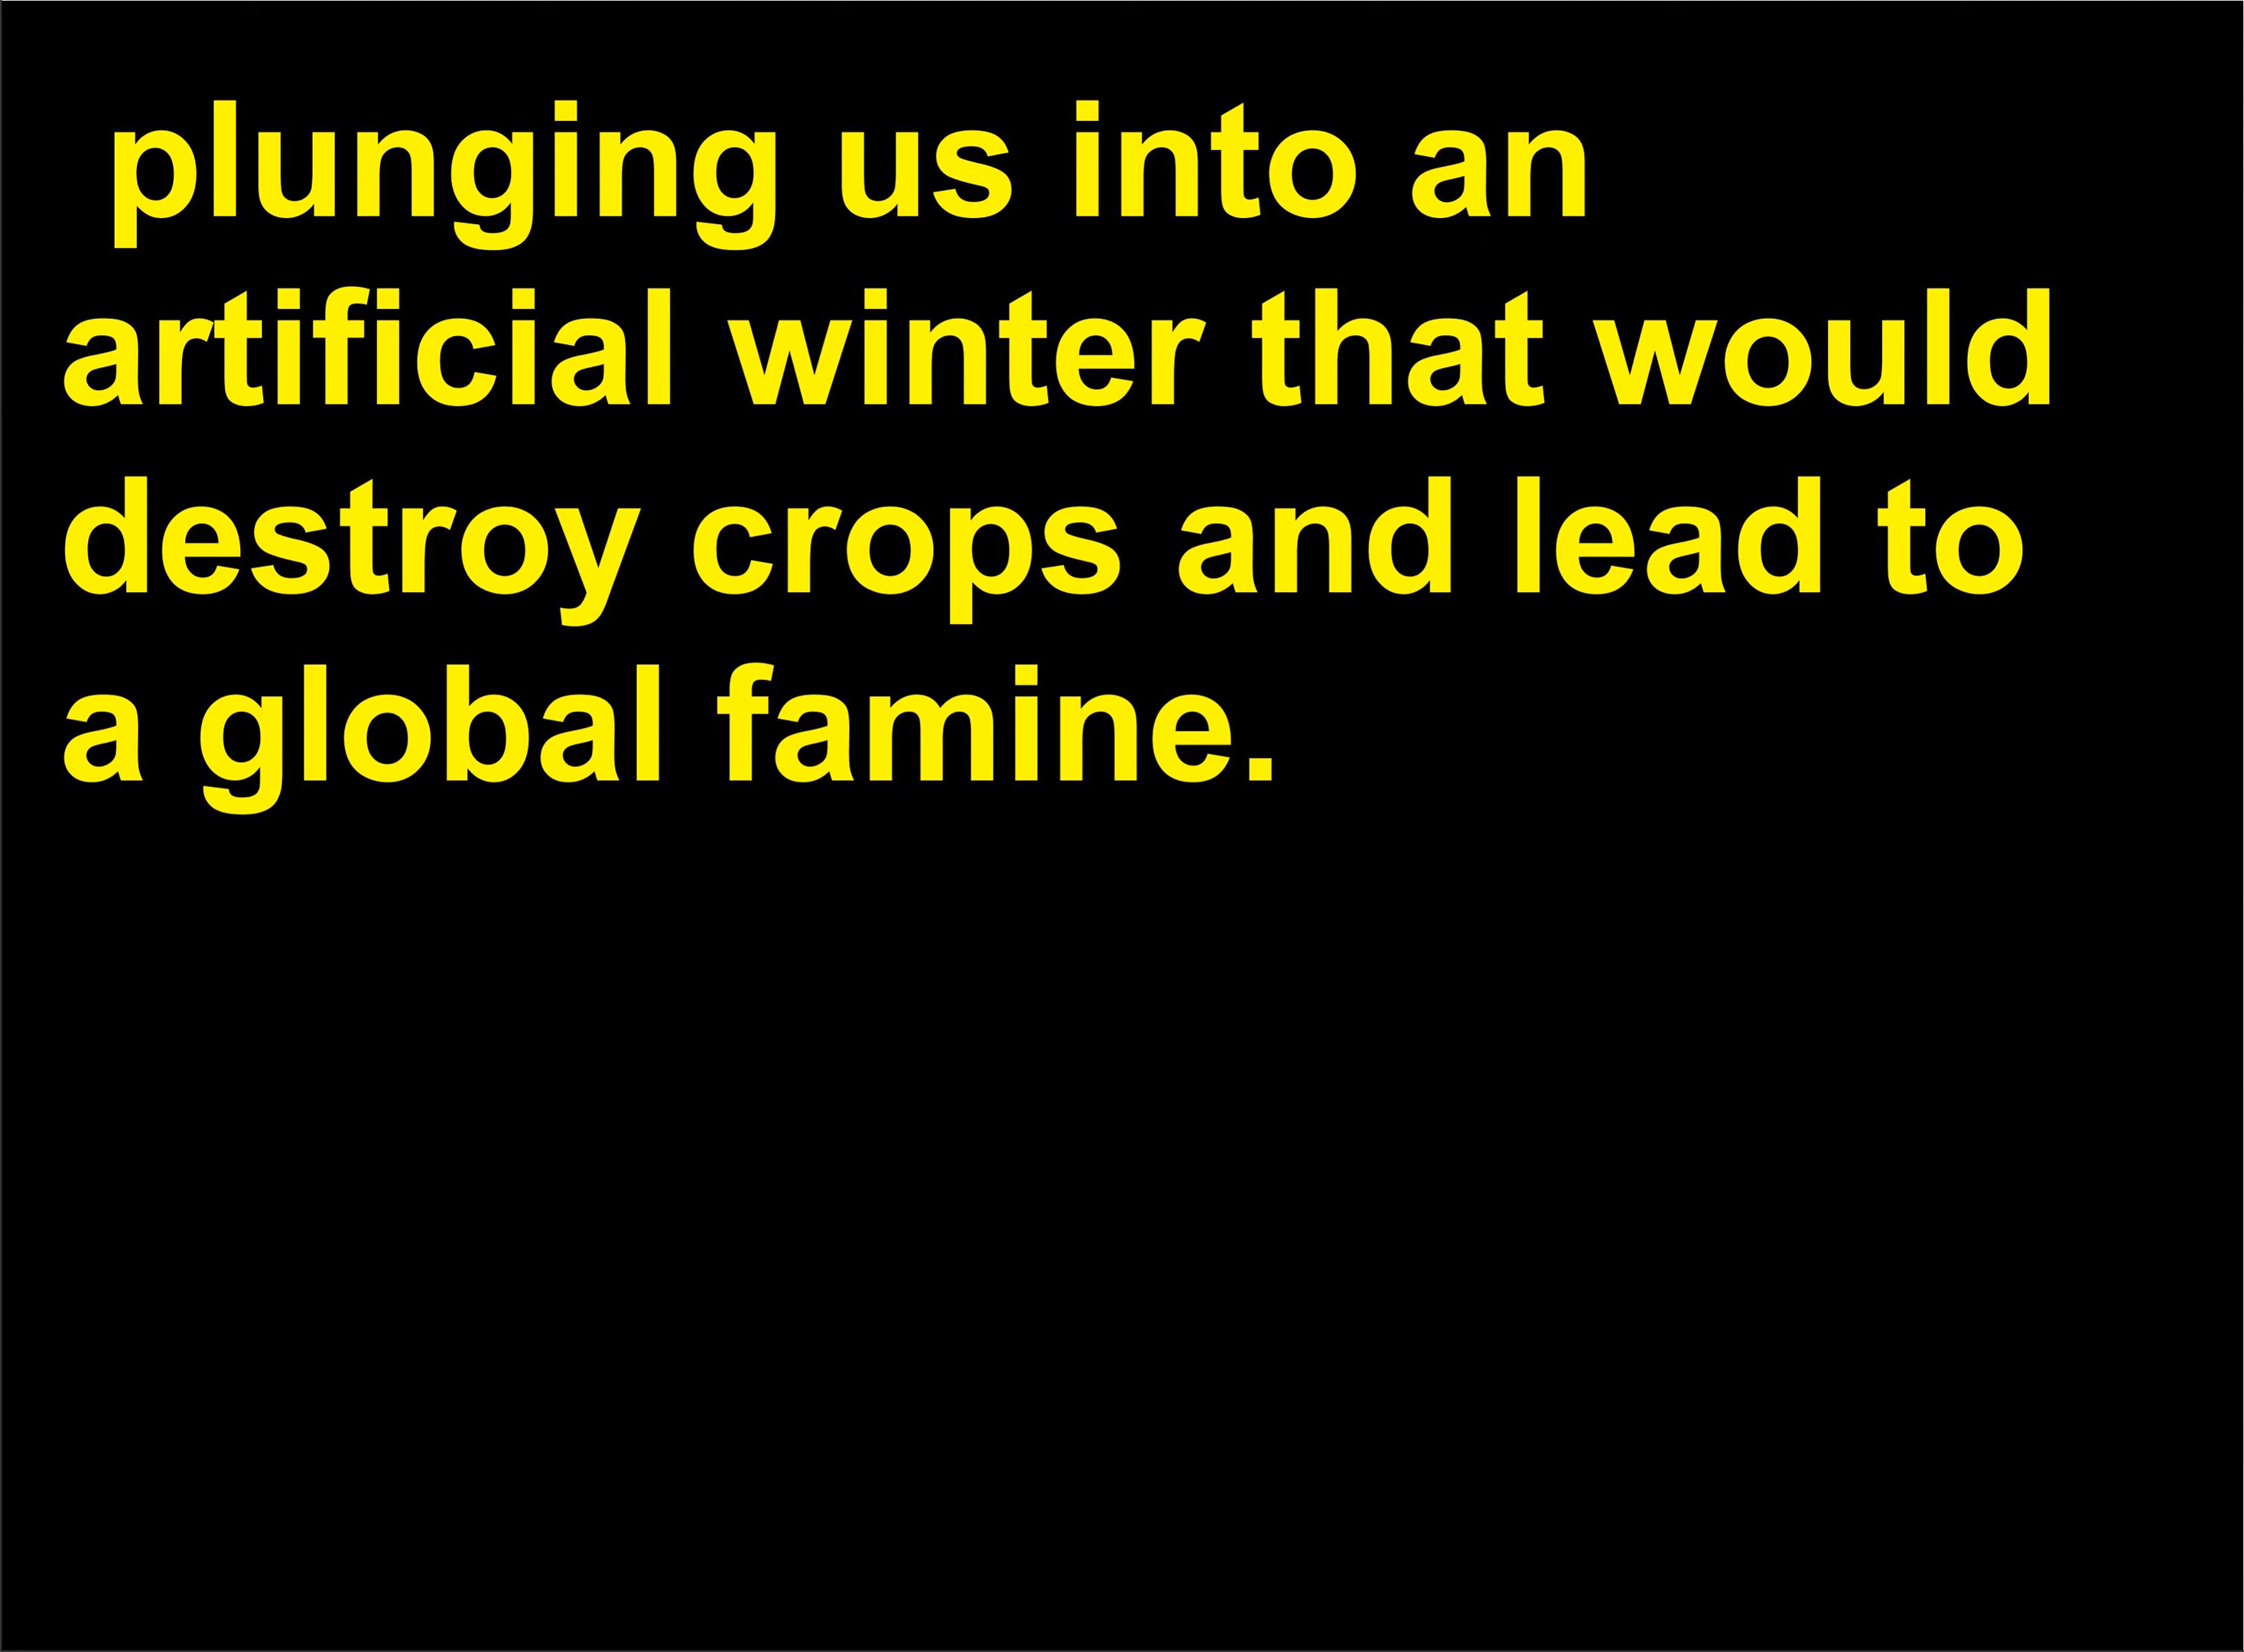 plunging us into an
artificial winter that would
destroy crops and lead to
a global famine.